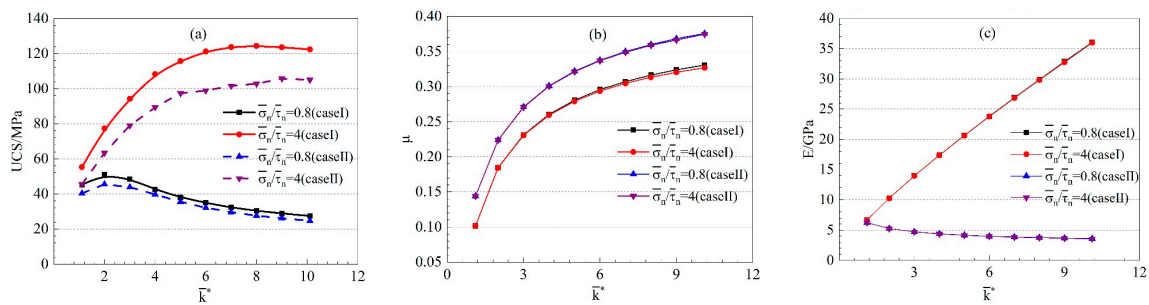 (a)
UCS/MPa
140
120
100
80
60
40
20
0
σ̅n/τ̅n=0.8(caseI)
σ̅n/τ̅n=4(caseI)
σ̅n/τ̅n=0.8(caseII)
σ̅n/τ̅n=4(caseII)
0 2 4 6 8 10 12
k̅*
(b)
μ
0.40
0.35
0.30
0.25
0.20
0.15
0.10
0.05
σ̅n/τ̅n=0.8(caseI)
σ̅n/τ̅n=4(caseI)
σ̅n/τ̅n=0.8(caseII)
σ̅n/τ̅n=4(caseII)
0 3 6 9 12
k̅*
(c)
E/GPa
40
35
30
25
20
15
10
5
0
σ̅n/τ̅n=0.8(caseI)
σ̅n/τ̅n=4(caseI)
σ̅n/τ̅n=0.8(caseII)
σ̅n/τ̅n=4(caseII)
3 6 9 12
k̅*